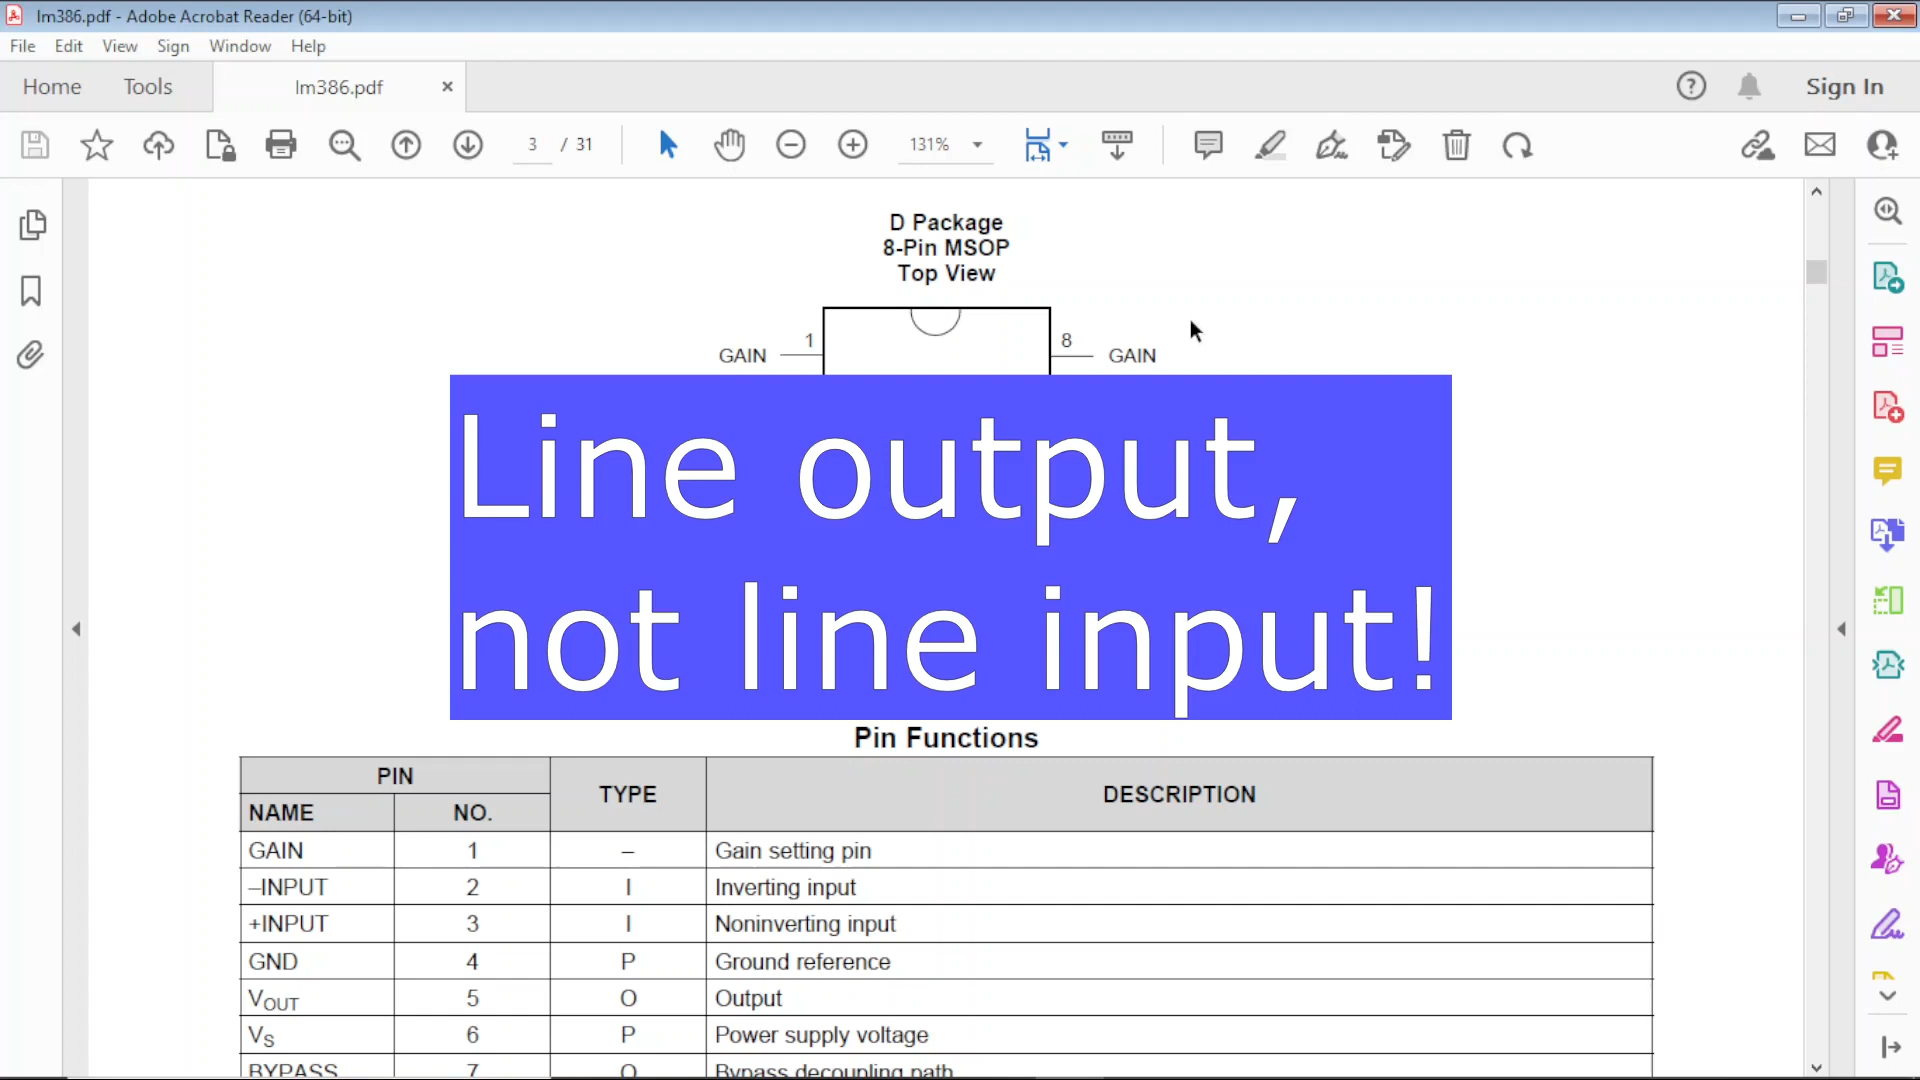 lm386.pdf - Adobe Acrobat Reader (64-bit)
File Edit View Sign Window Help
Home Tools lm386.pdf × ? Sign In
3 / 31 131%
D Package
8-Pin MSOP
Top View
1 8
GAIN GAIN
Line output,
not line input!
Pin Functions
PIN TYPE DESCRIPTION
NAME NO.
GAIN 1 – Gain setting pin
–INPUT 2 I Inverting input
+INPUT 3 I Noninverting input
GND 4 P Ground reference
VOUT 5 O Output
VS 6 P Power supply voltage
BYPASS 7 O Bypass decoupling path